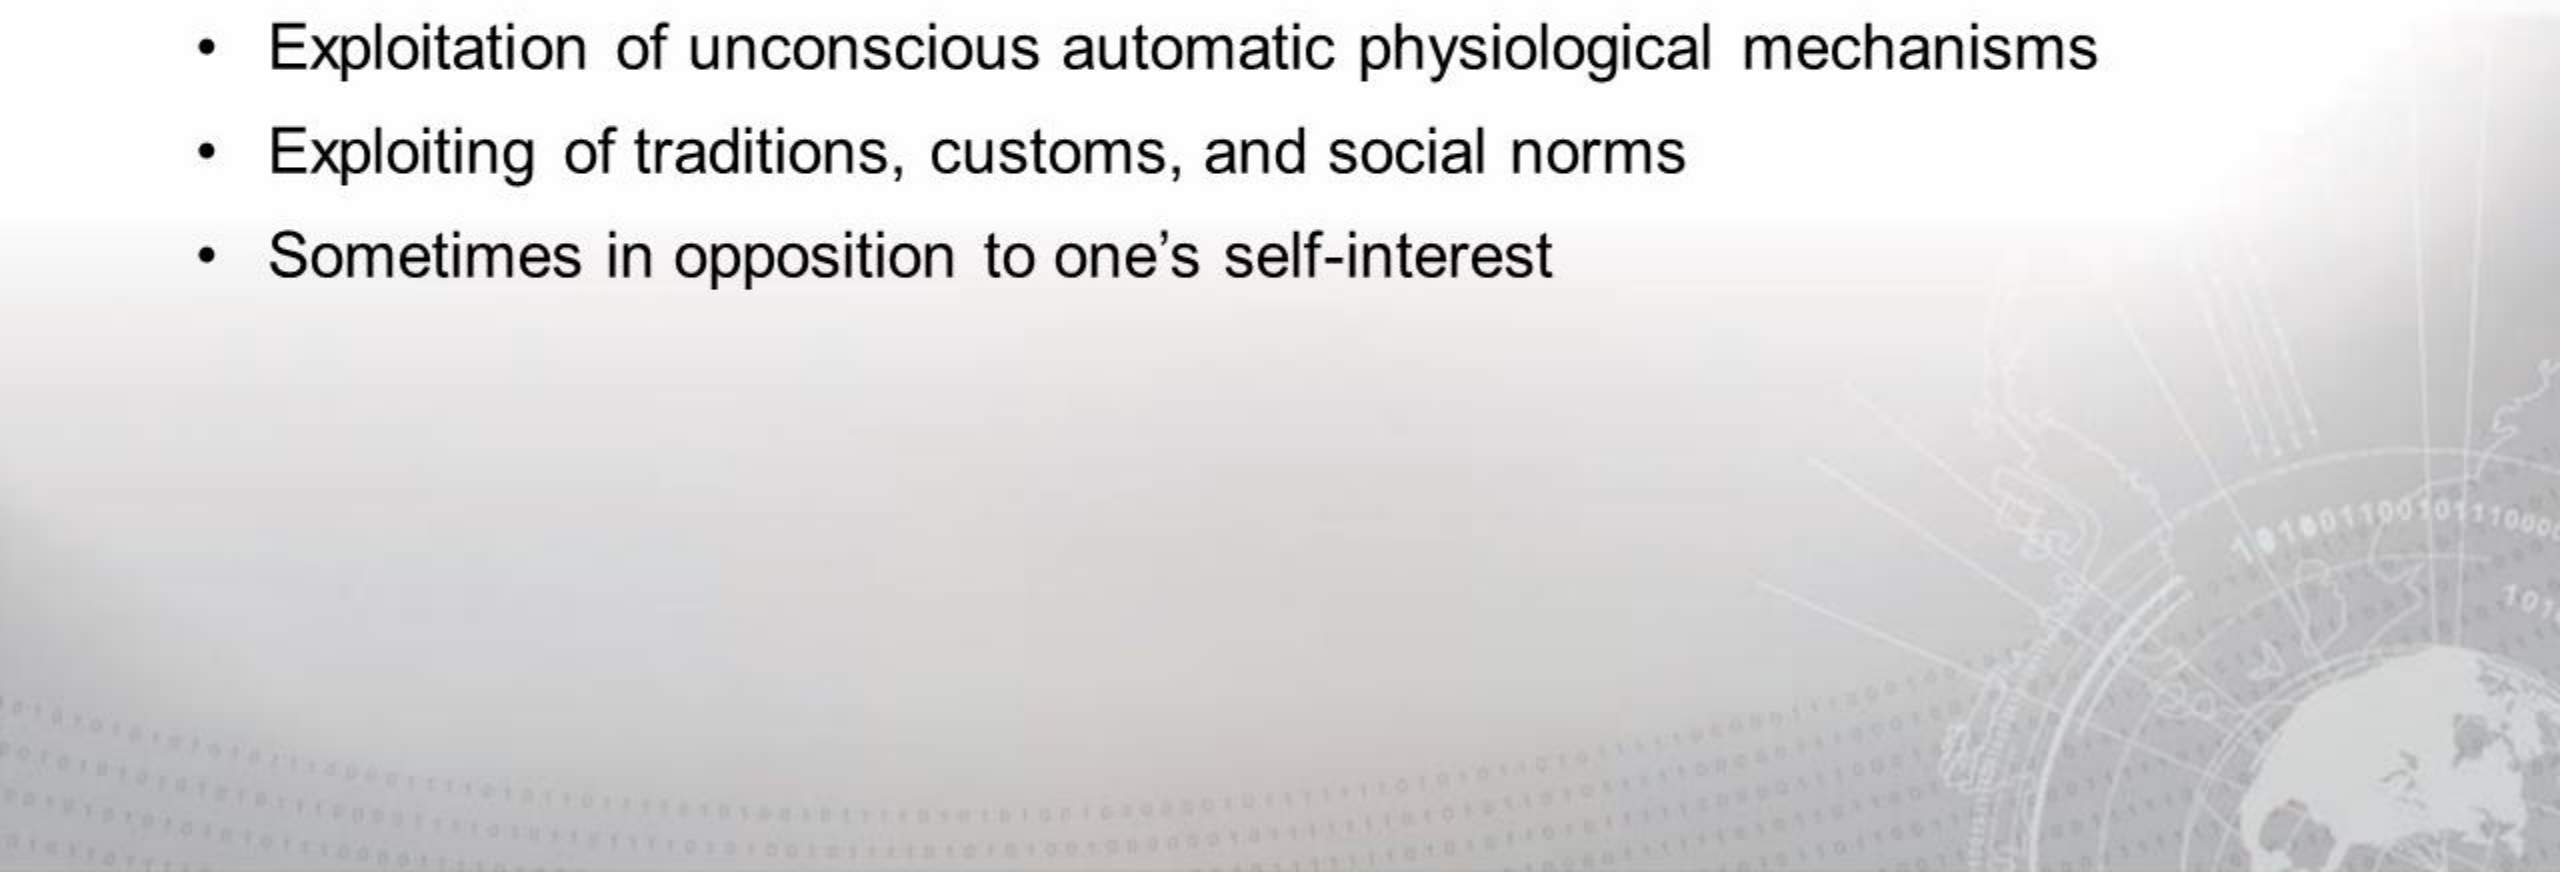 • Exploitation of unconscious automatic physiological mechanisms
• Exploiting of traditions, customs, and social norms
• Sometimes in opposition to one’s self-interest